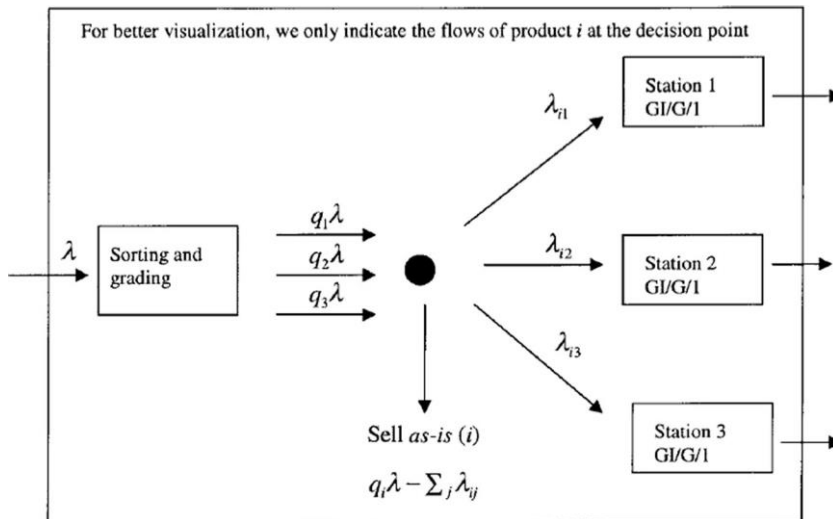 For better visualization, we only indicate the flows of product i at the decision point
Station 1
GI/G/1
λi1
q1λ
λ
Sorting and
grading
q2λ
q3λ
λi2
Station 2
GI/G/1
λi3
Sell as-is (i)
qiλ − Σj λij
Station 3
GI/G/1